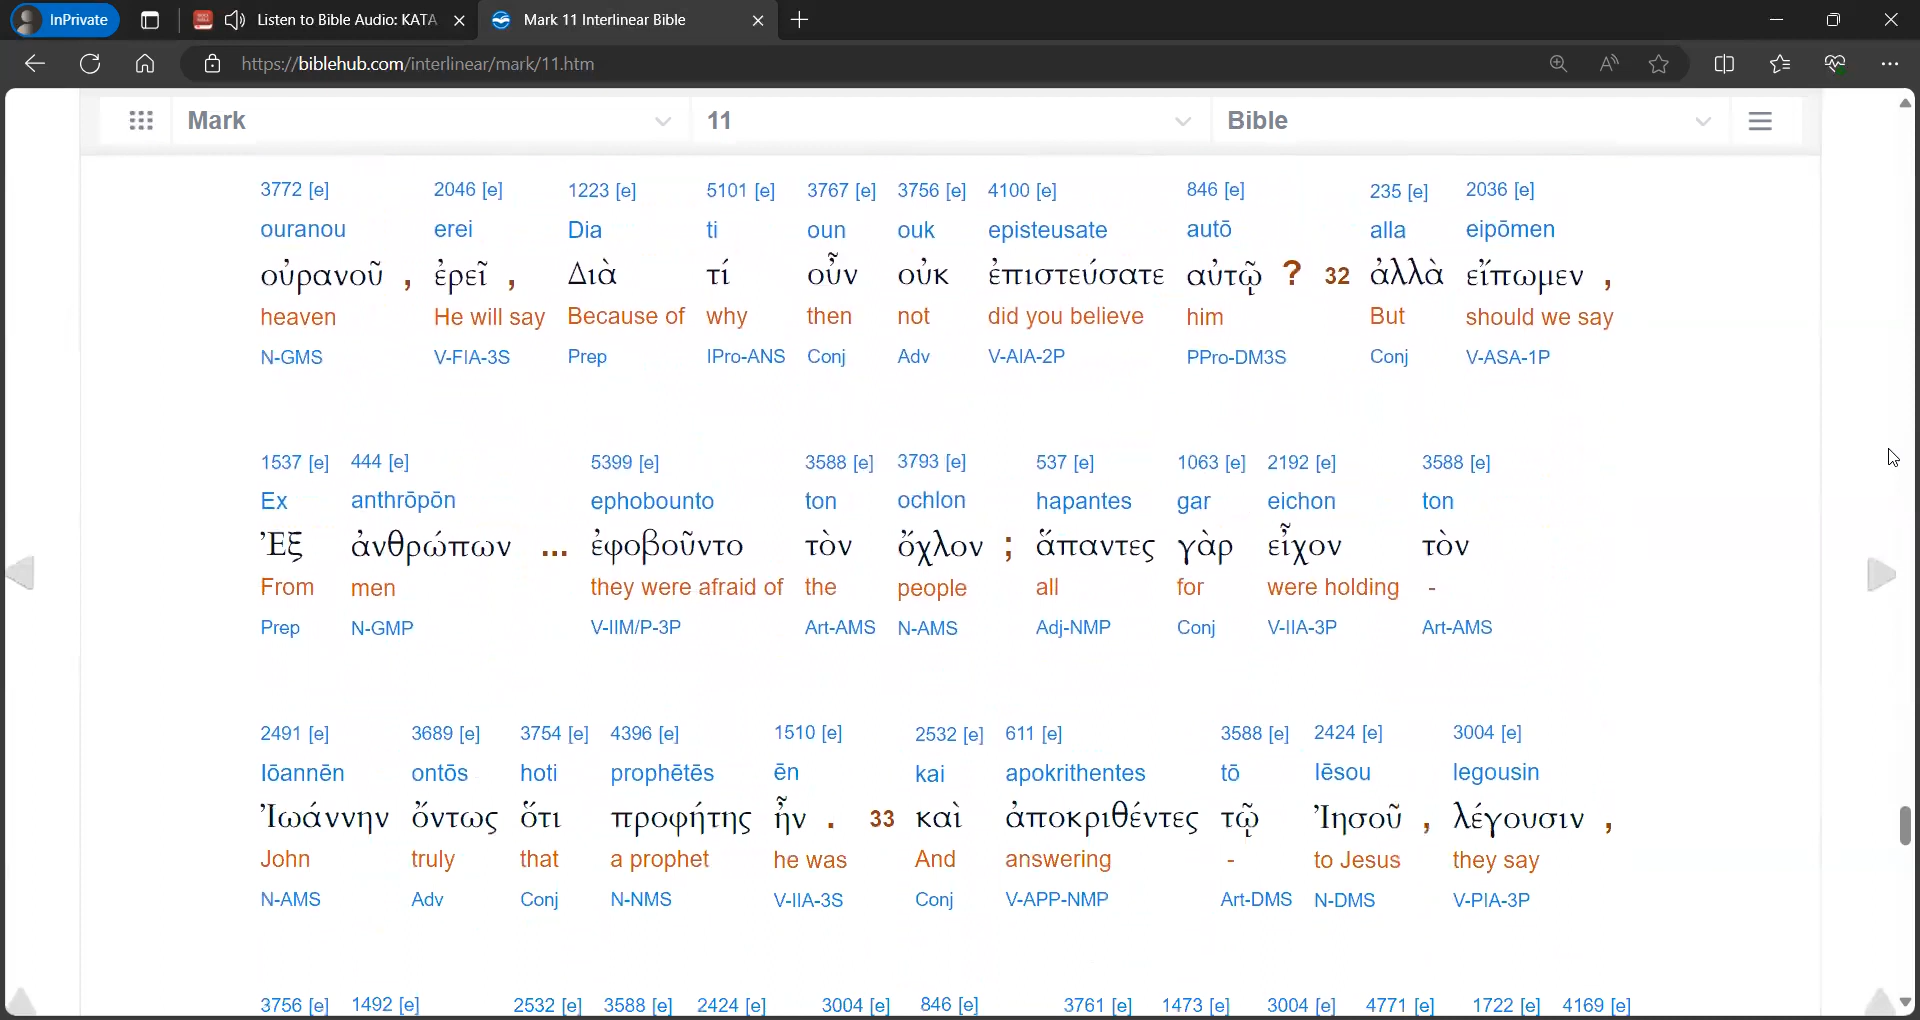 InPrivate Listen to Bible Audio: KATA Mark 11 Interlinear Bible
https://biblehub.com/interlinear/mark/11.htm
Mark 11 Bible
3772 [e] 2046 [e] 1223 [e] 5101 [e] 3767 [e] 3756 [e] 4100 [e] 846 [e] 235 [e] 2036 [e]
ouranou erei Dia ti oun ouk episteusate autō alla eipōmen
οὐρανοῦ , ἐρεῖ , Διὰ τί οὖν οὐκ ἐπιστεύσατε αὐτῷ ? 32 ἀλλὰ εἴπωμεν ,
heaven He will say Because of why then not did you believe him But should we say
N-GMS V-FIA-3S Prep IPro-ANS Conj Adv V-AIA-2P PPro-DM3S Conj V-ASA-1P
1537 [e] 444 [e] 5399 [e] 3588 [e] 3793 [e] 537 [e] 1063 [e] 2192 [e] 3588 [e]
Ex anthrōpōn ephobounto ton ochlon hapantes gar eichon ton
Ἐξ ἀνθρώπων ... ἐφοβοῦντο τὸν ὄχλον ; ἅπαντες γὰρ εἶχον τὸν
From men they were afraid of the people all for were holding -
Prep N-GMP V-IIM/P-3P Art-AMS N-AMS Adj-NMP Conj V-IIA-3P Art-AMS
2491 [e] 3689 [e] 3754 [e] 4396 [e] 1510 [e] 2532 [e] 611 [e] 3588 [e] 2424 [e] 3004 [e]
Iōannēn ontōs hoti prophētēs ēn kai apokrithentes tō Iēsou legousin
Ἰωάννην ὄντως ὅτι προφήτης ἦν . 33 καὶ ἀποκριθέντες τῷ Ἰησοῦ , λέγουσιν ,
John truly that a prophet he was And answering - to Jesus they say
N-AMS Adv Conj N-NMS V-IIA-3S Conj V-APP-NMP Art-DMS N-DMS V-PIA-3P
3756 [e] 1492 [e] 2532 [e] 3588 [e] 2424 [e] 3004 [e] 846 [e] 3761 [e] 1473 [e] 3004 [e] 4771 [e] 1722 [e] 4169 [e]